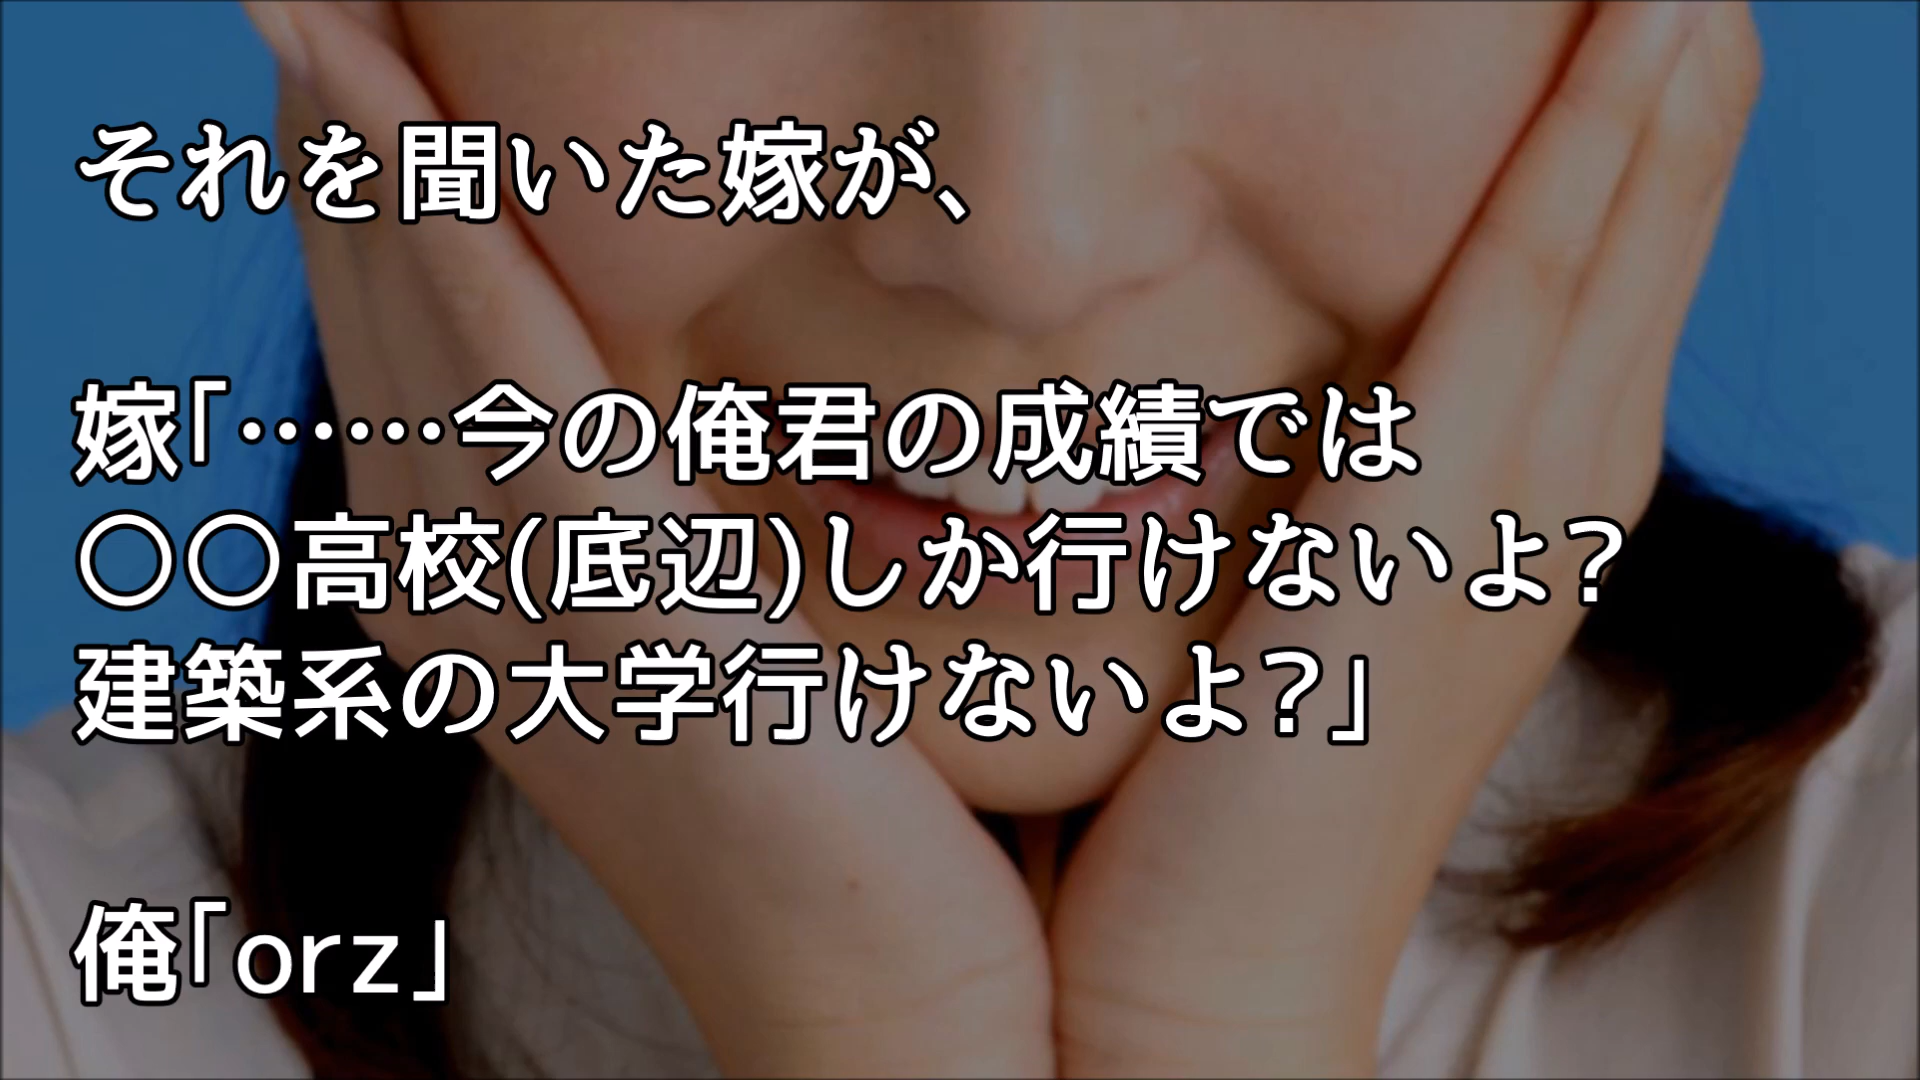 それを聞いた嫁が、
嫁「……今の俺君の成績では
○○高校(底辺)しか行けないよ?
建築系の大学行けないよ?」
俺「orz」